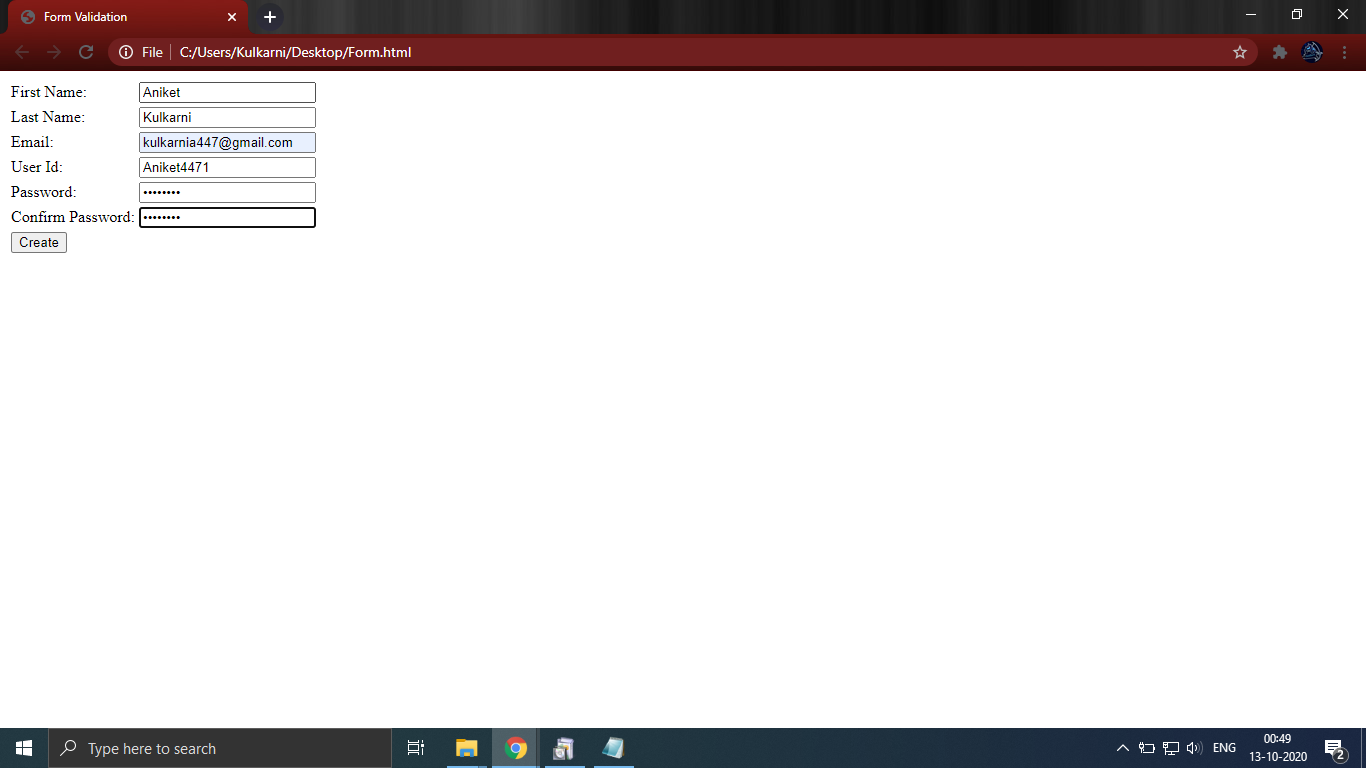 Form Validation
File C:/Users/Kulkarni/Desktop/Form.html
First Name: Aniket
Last Name: Kulkarni
Email: kulkarnia447@gmail.com
User Id: Aniket4471
Password: ••••••••
Confirm Password: ••••••••
Create
Type here to search
ENG
00:49
13-10-2020
2